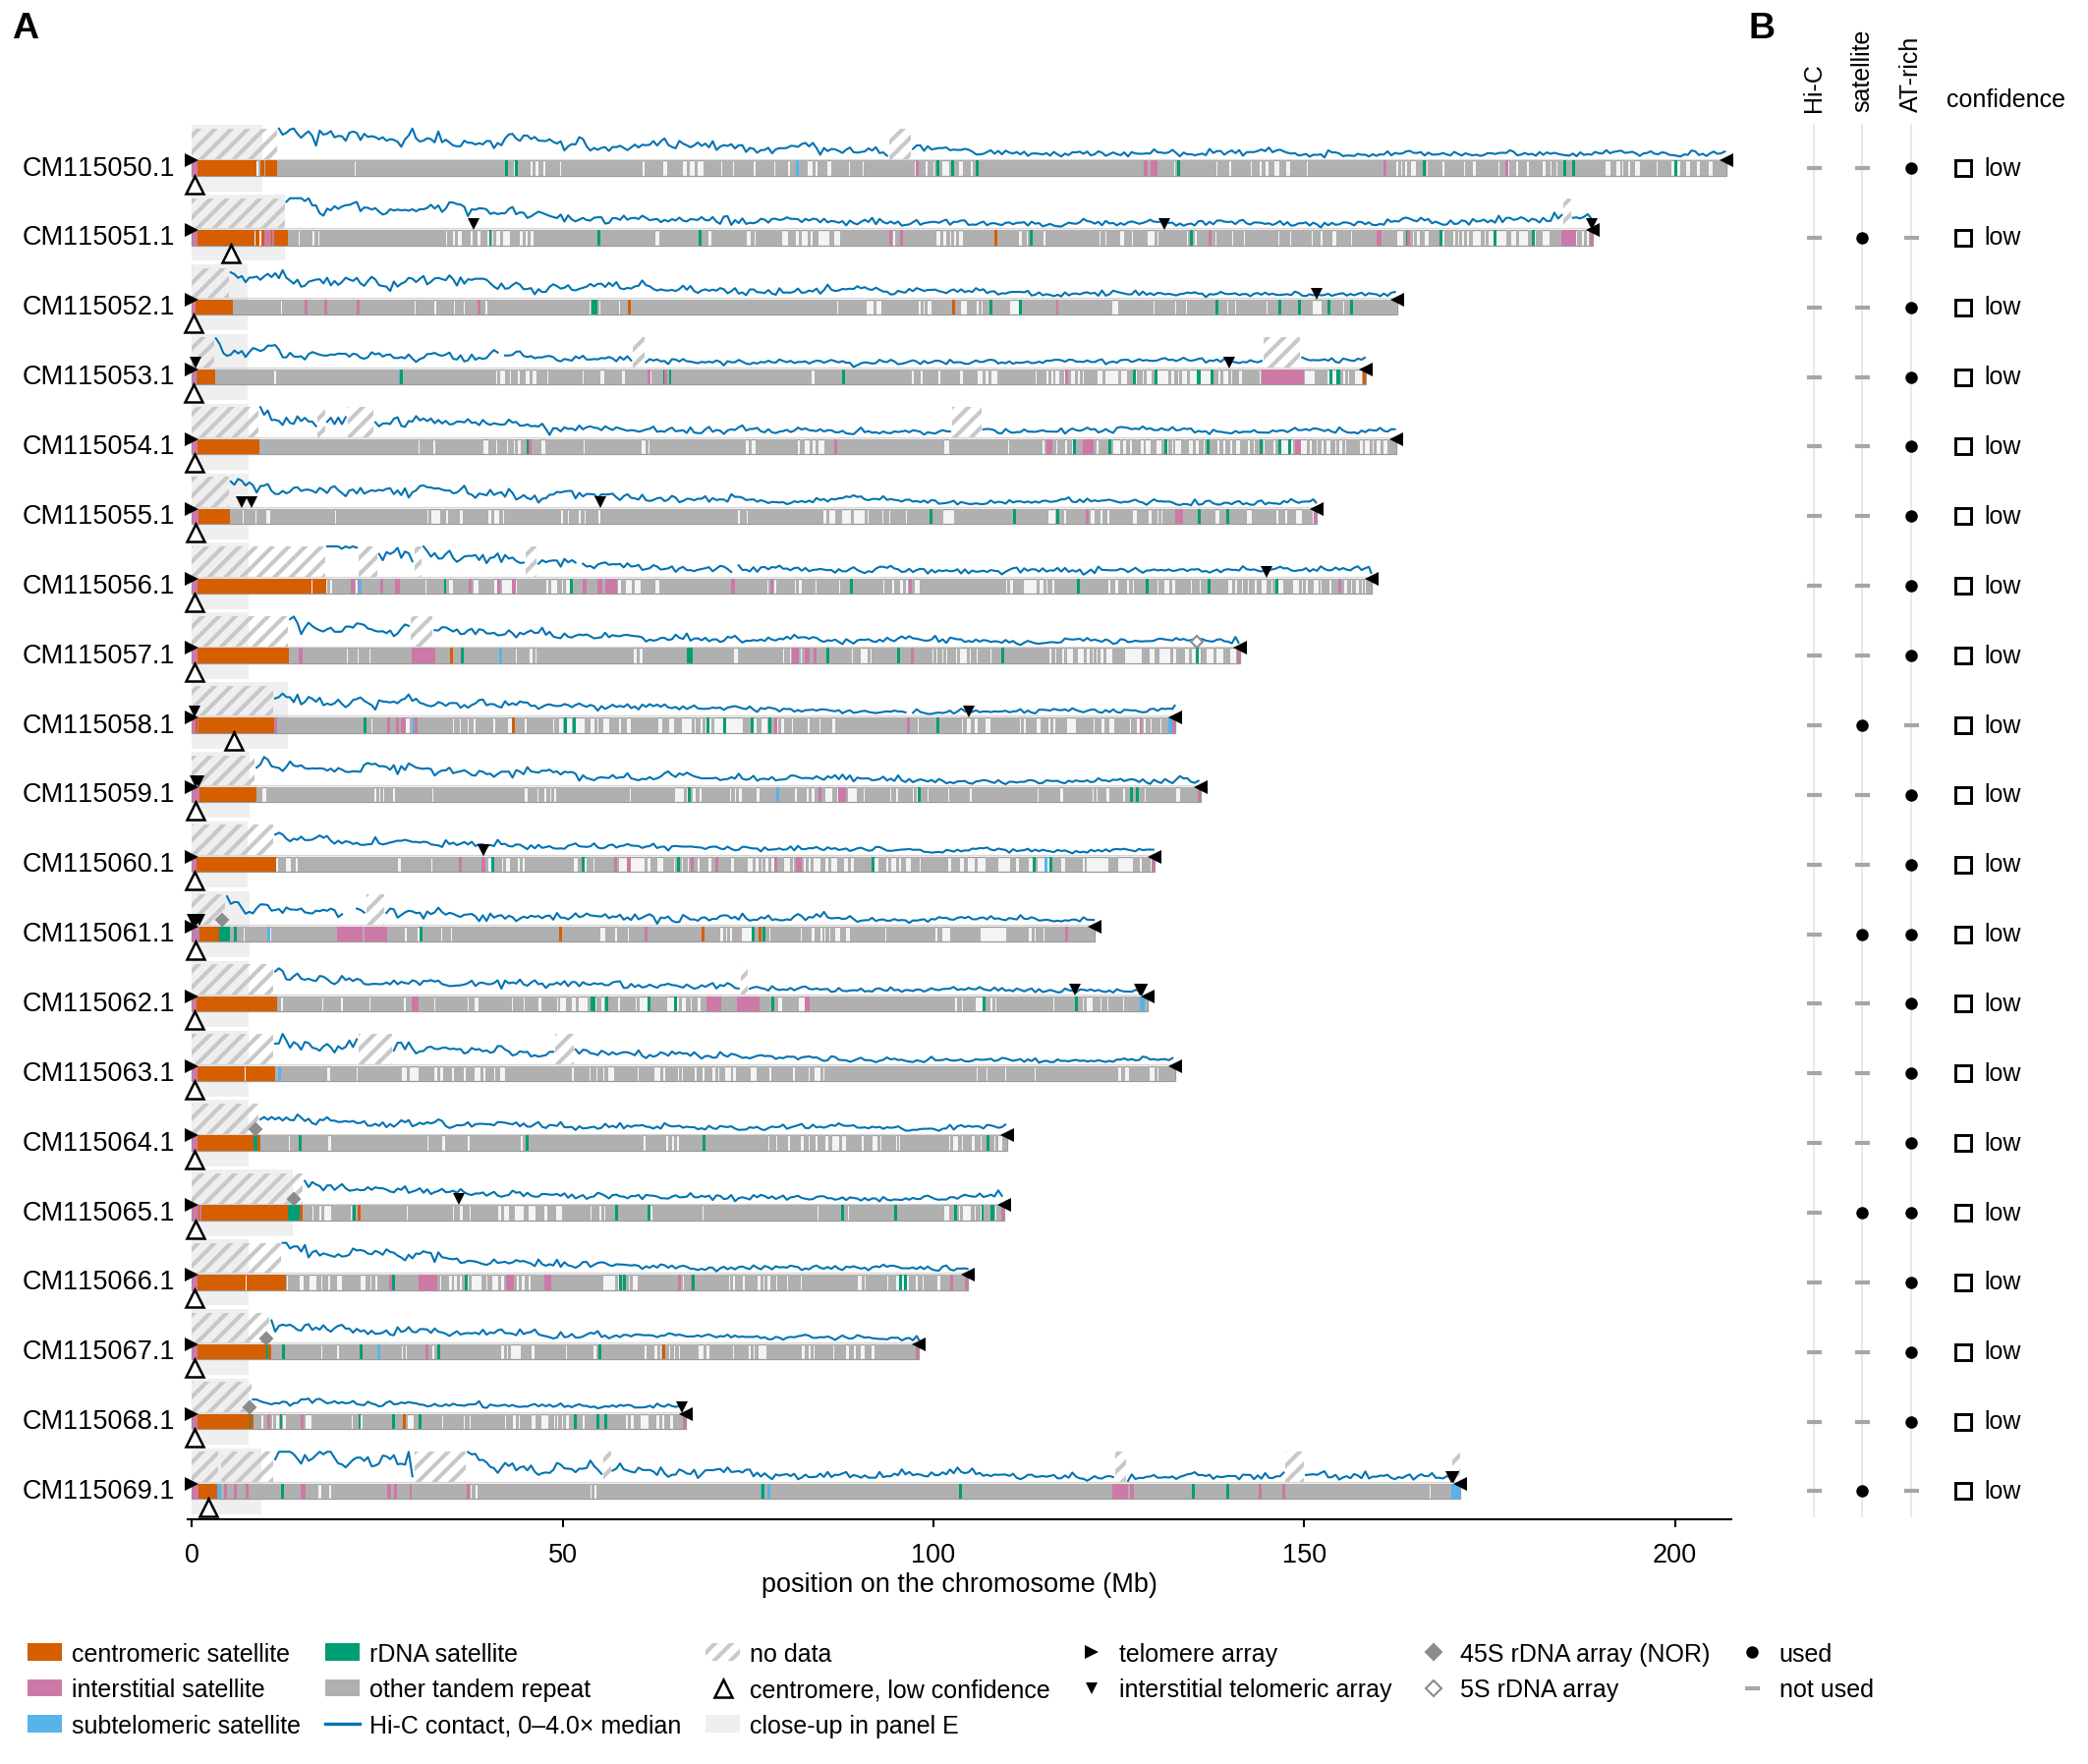 A
B
Hi-C
satellite
AT-rich
confidence
CM115050.1
low
CM115051.1
low
CM115052.1
low
CM115053.1
low
CM115054.1
low
CM115055.1
low
CM115056.1
low
CM115057.1
low
CM115058.1
low
CM115059.1
low
CM115060.1
low
CM115061.1
low
CM115062.1
low
CM115063.1
low
CM115064.1
low
CM115065.1
low
CM115066.1
low
CM115067.1
low
CM115068.1
low
CM115069.1
low
0
50
100
150
200
position on the chromosome (Mb)
centromeric satellite
interstitial satellite
subtelomeric satellite
rDNA satellite
other tandem repeat
Hi-C contact, 0–4.0× median
no data
centromere, low confidence
close-up in panel E
telomere array
interstitial telomeric array
45S rDNA array (NOR)
5S rDNA array
used
not used